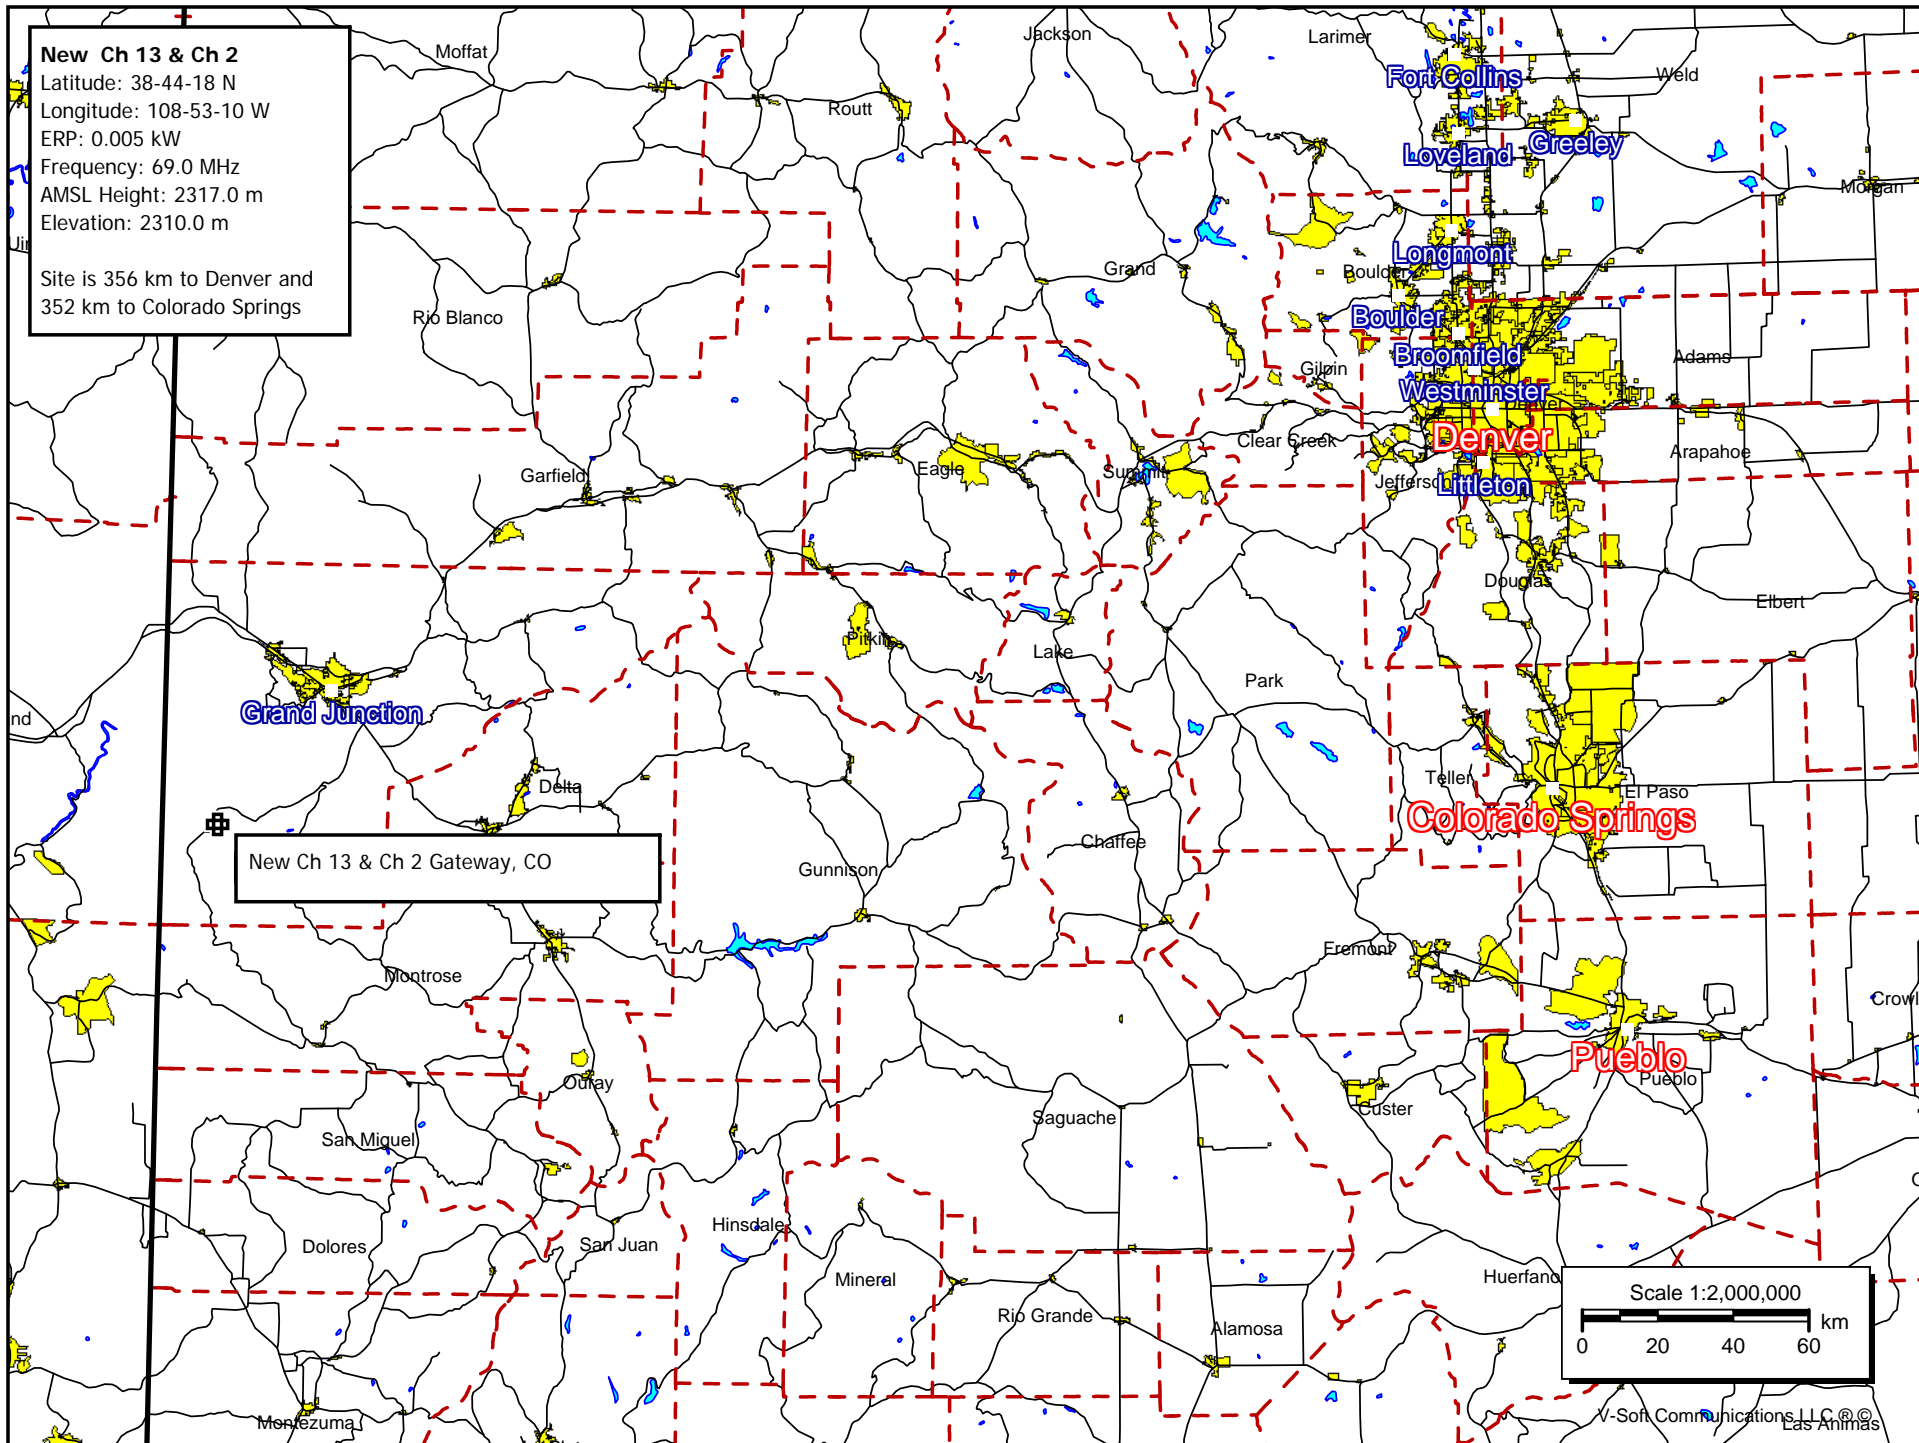 New Ch 13 & Ch 2
Latitude: 38-44-18 N
Longitude: 108-53-10 W
ERP: 0.005 kW
Frequency: 69.0 MHz
AMSL Height: 2317.0 m
Elevation: 2310.0 m
Site is 356 km to Denver and
352 km to Colorado Springs
Moffat
Jackson
Larimer
Weld
Fort Collins
Routt
Greeley
Loveland
Morgan
Longmont
Grand
Boulder
Rio Blanco
Boulder
Broomfield
Adams
Gilpin
Westminster
Denver
Denver
Clear Creek
Arapahoe
Garfield
Eagle
Summit
Jefferson
Littleton
Douglas
Elbert
Pitkin
Lake
Park
Grand Junction
nd
Delta
Teller
El Paso
Colorado Springs
Chaffee
New Ch 13 & Ch 2 Gateway, CO
Gunnison
Fremont
Montrose
Crowl
Pueblo
Pueblo
Ouray
Custer
Saguache
San Miguel
Hinsdale
Dolores
San Juan
Mineral
Huerfano
Rio Grande
Alamosa
Scale 1:2,000,000
km
0 20 40 60
Montezuma
V-Soft Communications LLC ® ©
Las Animas